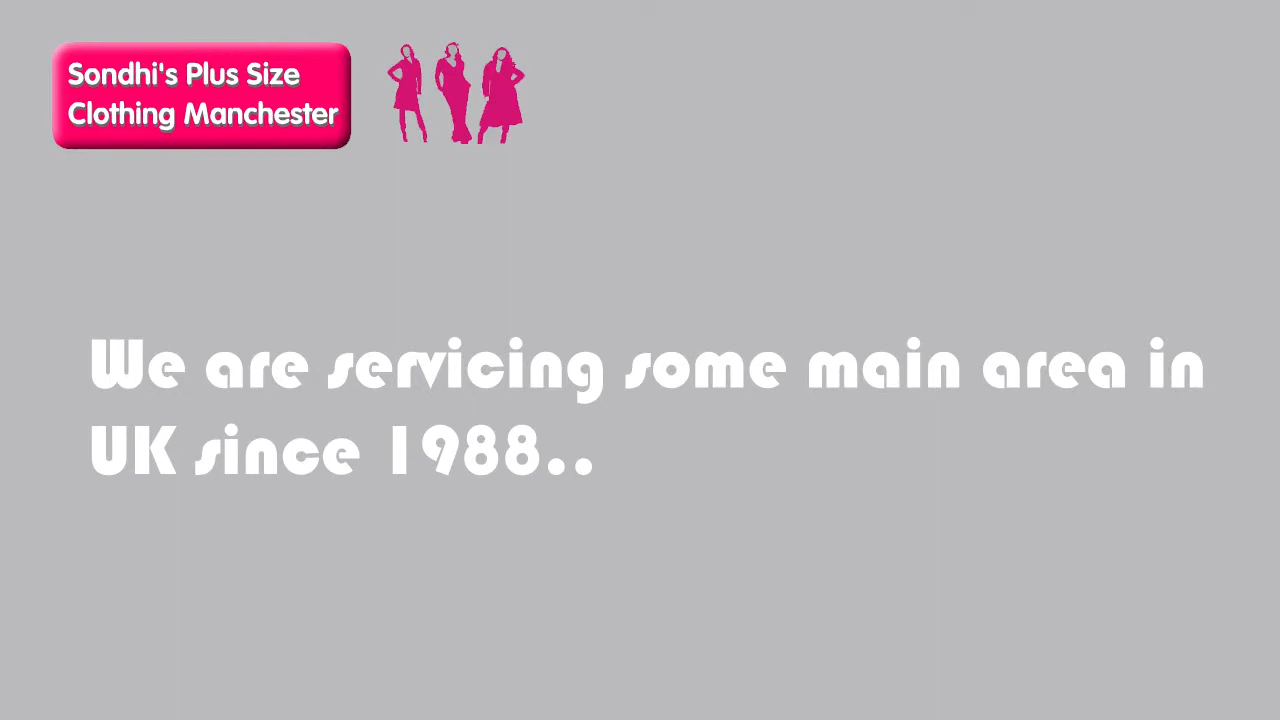 Sondhi's Plus Size
Clothing Manchester
We are servicing some main area in
UK since 1988..